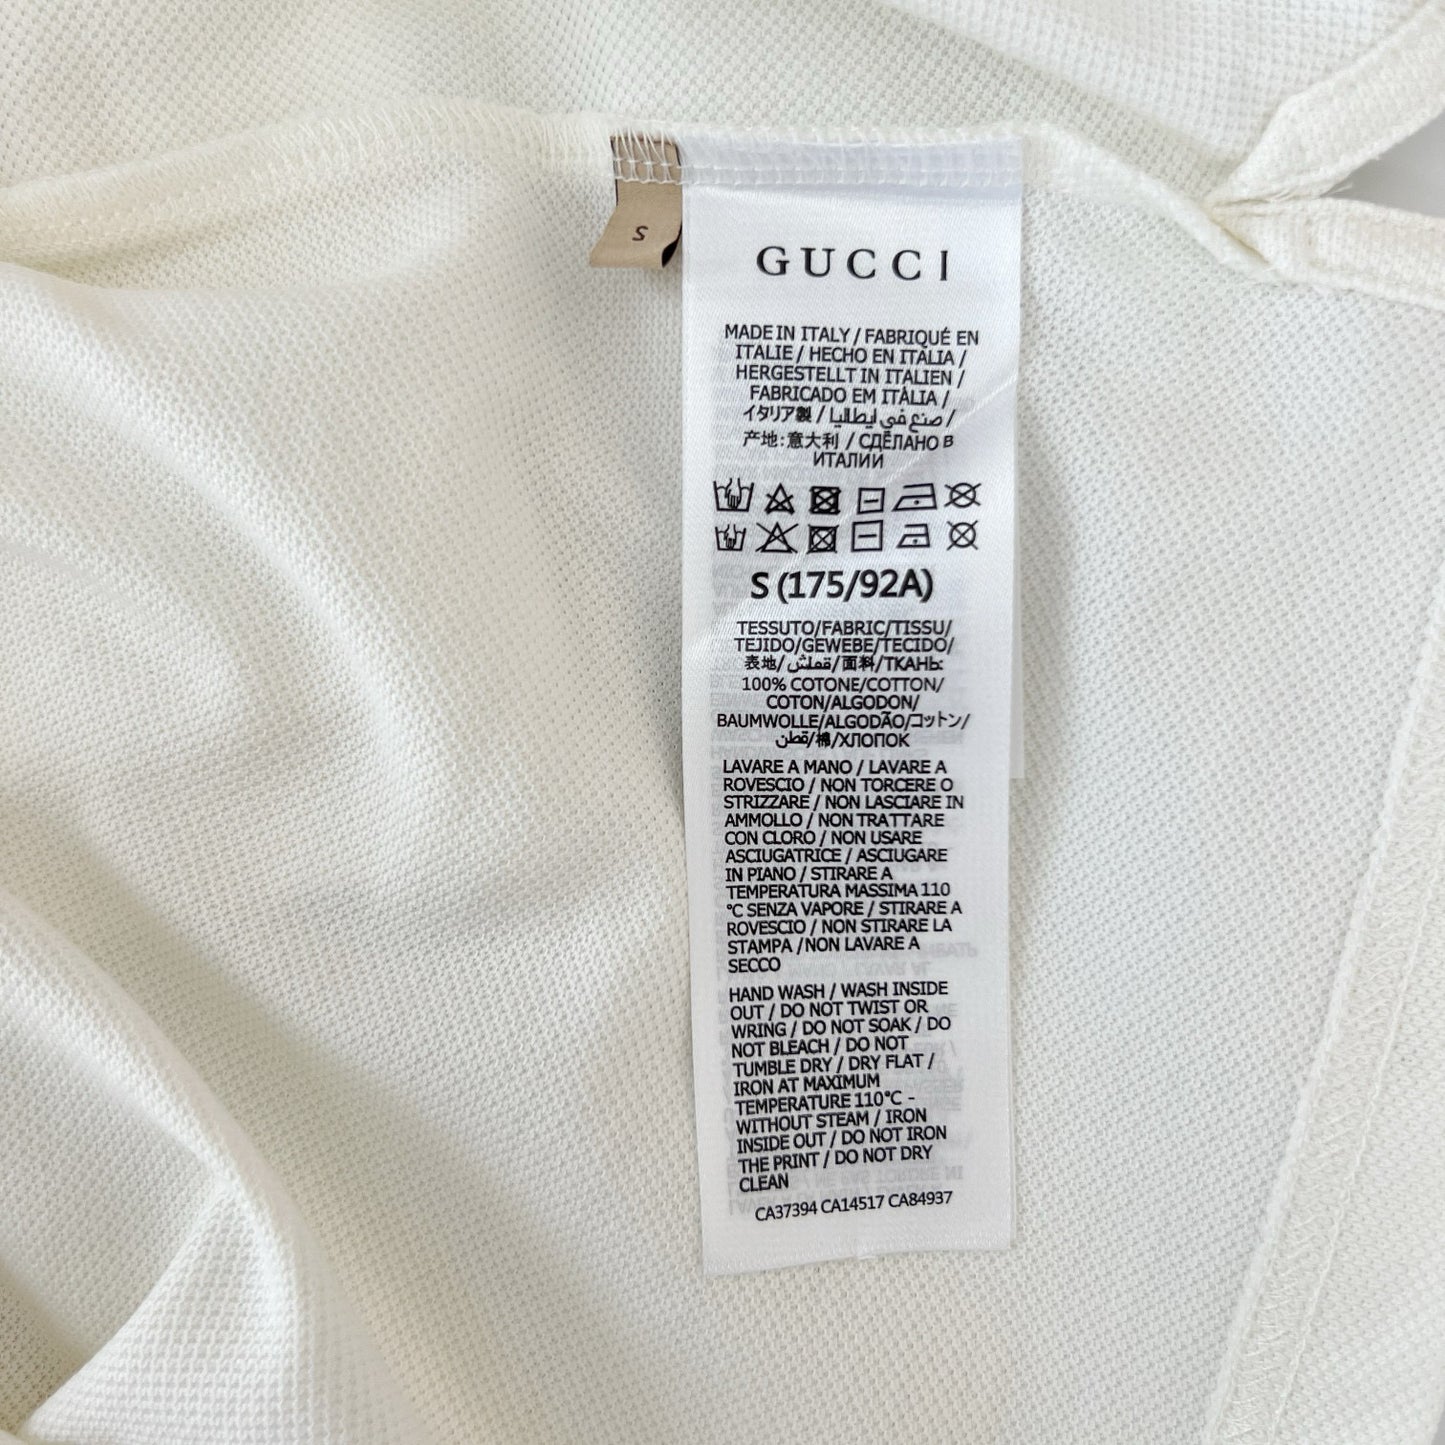 S
GUCCI
MADE IN ITALY / FABRIQUÉ EN
ITALIE / HECHO EN ITALIA /
HERGESTELLT IN ITALIEN /
FABRICADO EM ITÁLIA /
イタリア製 / صنع في ايطاليا /
产地:意大利 / СДЕЛАНО В
ИТАЛИИ
S (175/92A)
TESSUTO/FABRIC/TISSU/
TEJIDO/GEWEBE/TECIDO/
表地/قملش/面料/ТКАНЬ:
100% COTONE/COTTON/
COTON/ALGODON/
BAUMWOLLE/ALGODÃO/コットン/
قطن/棉/ХЛОПОК
LAVARE A MANO / LAVARE A
ROVESCIO / NON TORCERE O
STRIZZARE / NON LASCIARE IN
AMMOLLO / NON TRATTARE
CON CLORO / NON USARE
ASCIUGATRICE / ASCIUGARE
IN PIANO / STIRARE A
TEMPERATURA MASSIMA 110
°C SENZA VAPORE / STIRARE A
ROVESCIO / NON STIRARE LA
STAMPA / NON LAVARE A
SECCO
HAND WASH / WASH INSIDE
OUT / DO NOT TWIST OR
WRING / DO NOT SOAK / DO
NOT BLEACH / DO NOT
TUMBLE DRY / DRY FLAT /
IRON AT MAXIMUM
TEMPERATURE 110°C -
WITHOUT STEAM / IRON
INSIDE OUT / DO NOT IRON
THE PRINT / DO NOT DRY
CLEAN
CA37394 CA14517 CA84937